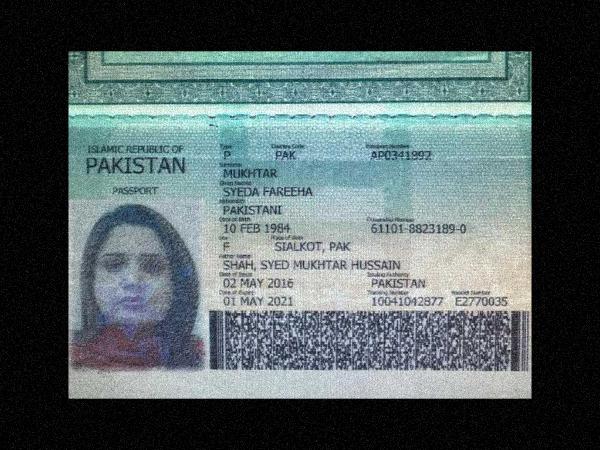 ISLAMIC REPUBLIC OF
PAKISTAN
PASSPORT
Type Country Code Passport Number
P PAK
Surname
MUKHTAR
Given Names
SYEDA FAREEHA
Nationality
PAKISTANI
Date of Birth Citizenship Number
10 FEB 1984 61101-8823189-0
Sex Place of Birth
F SIALKOT, PAK
Father Name
SHAH, SYED MUKHTAR HUSSAIN
Date of Issue Issuing Authority
02 MAY 2016 PAKISTAN
Date of Expiry Tracking Number Booklet Number
01 MAY 2021 10041042877 E2770035